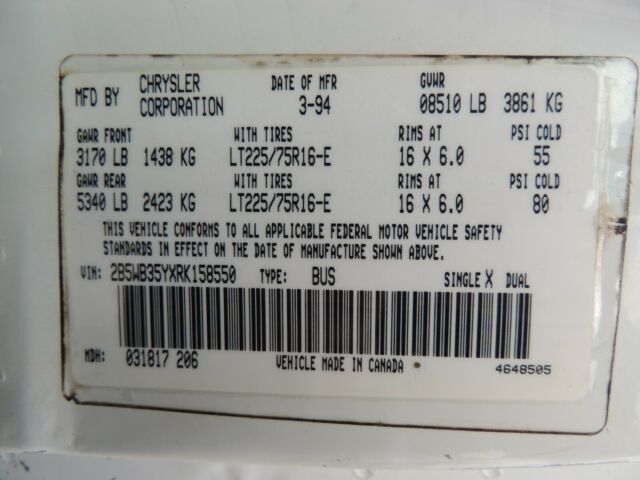 MFD BY CHRYSLER CORPORATION DATE OF MFR 3-94 GVWR 08510 LB 3861 KG
GAWR FRONT WITH TIRES RIMS AT PSI COLD
3170 LB 1438 KG LT225/75R16-E 16 X 6.0 55
GAWR REAR WITH TIRES RIMS AT PSI COLD
5340 LB 2423 KG LT225/75R16-E 16 X 6.0 80
THIS VEHICLE CONFORMS TO ALL APPLICABLE FEDERAL MOTOR VEHICLE SAFETY
STANDARDS IN EFFECT ON THE DATE OF MANUFACTURE SHOWN ABOVE.
VIN: 2B5WB35YXRK158550 TYPE: BUS SINGLE X DUAL
MDH: 031817 206 VEHICLE MADE IN CANADA 4648505